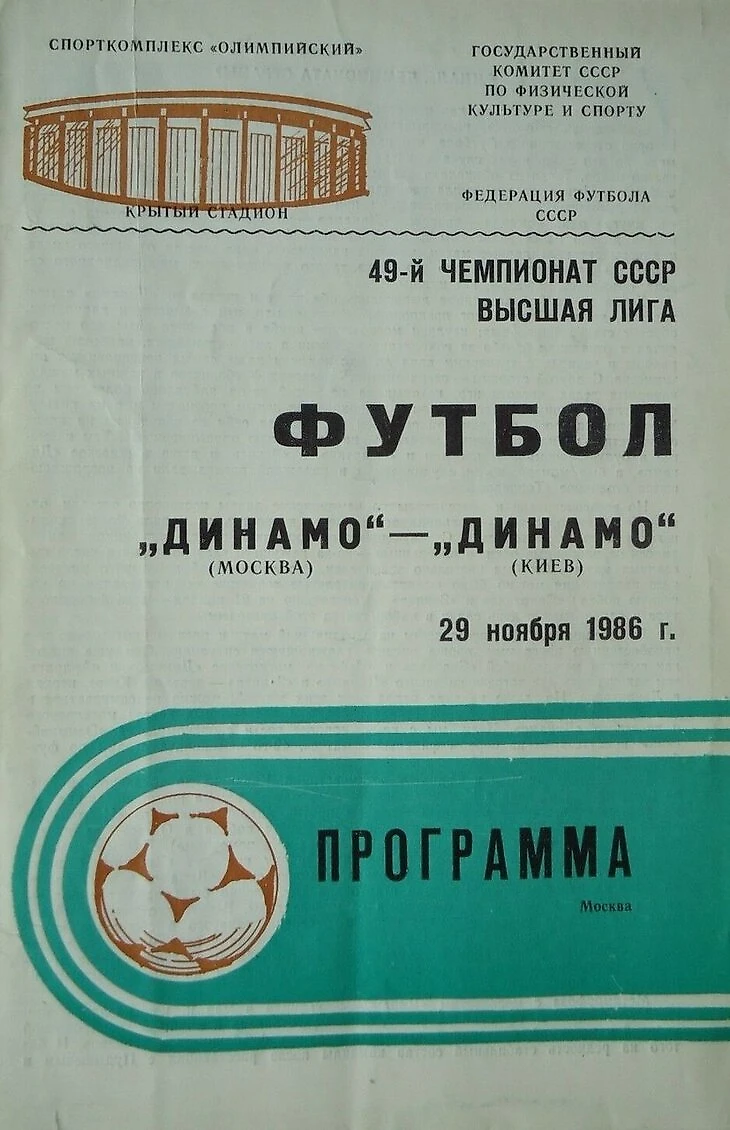 СПОРТКОМПЛЕКС «ОЛИМПИЙСКИЙ»
КРЫТЫЙ СТАДИОН
ГОСУДАРСТВЕННЫЙ
КОМИТЕТ СССР
ПО ФИЗИЧЕСКОЙ
КУЛЬТУРЕ И СПОРТУ
ФЕДЕРАЦИЯ ФУТБОЛА
СССР
49-й ЧЕМПИОНАТ СССР
ВЫСШАЯ ЛИГА
ФУТБОЛ
„ДИНАМО“—„ДИНАМО“
(МОСКВА) (КИЕВ)
29 ноября 1986 г.
ПРОГРАММА
Москва